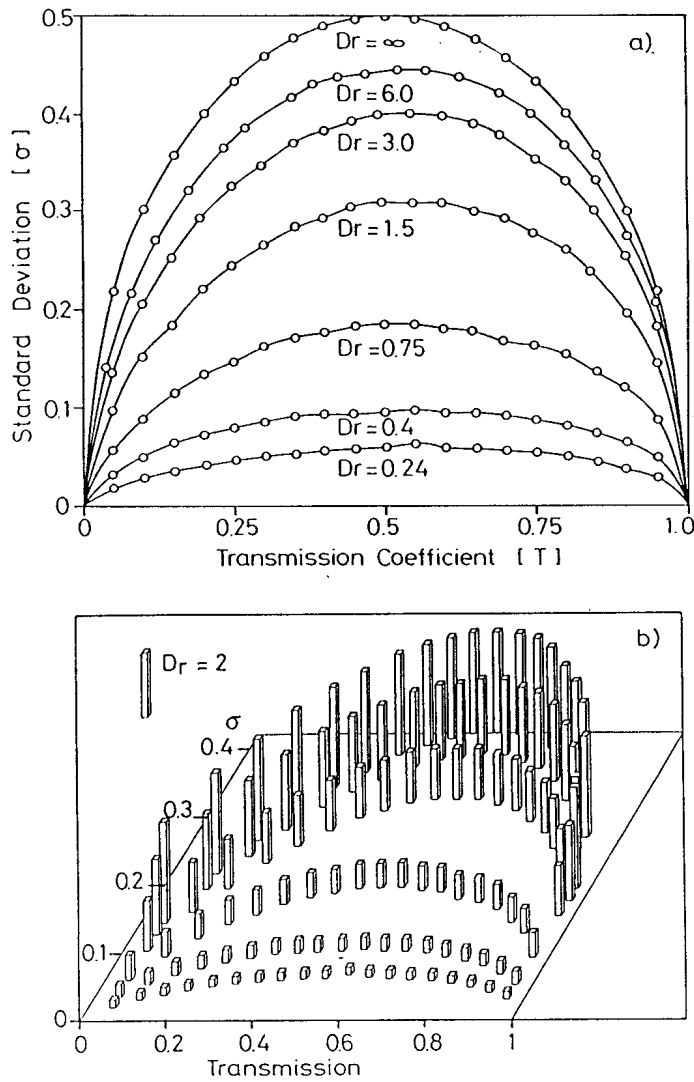 0.5
0.4
0.3
0.2
0.1
0
Standard Deviation [σ]
a)
Dr = ∞
Dr = 6.0
Dr = 3.0
Dr = 1.5
Dr = 0.75
Dr = 0.4
Dr = 0.24
0 0.25 0.5 0.75 1.0
Transmission Coefficient [T]
b)
Dr = 2
σ
0.4
0.3
0.2
0.1
0
0 0.2 0.4 0.6 0.8 1
Transmission